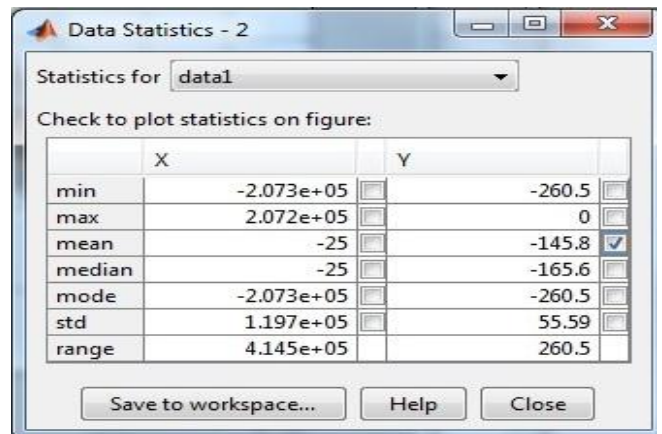 Data Statistics - 2
Statistics for data1
Check to plot statistics on figure:
X Y
min -2.073e+05 -260.5
max 2.072e+05 0
mean -25 -145.8
median -25 -165.6
mode -2.073e+05 -260.5
std 1.197e+05 55.59
range 4.145e+05 260.5
Save to workspace... Help Close